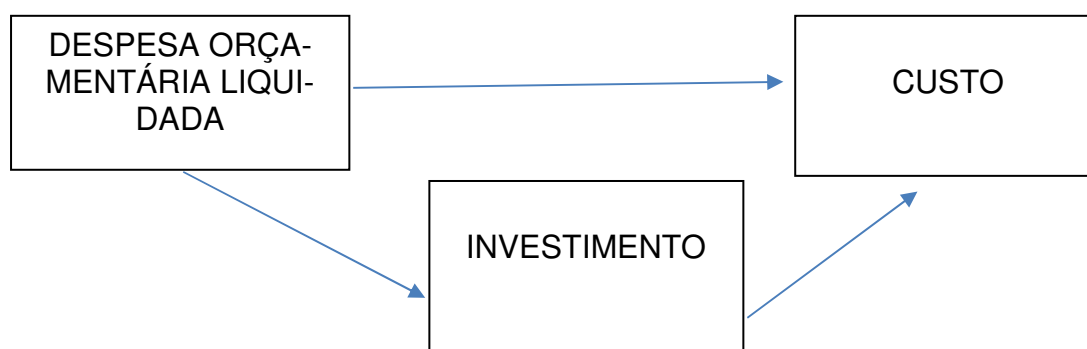 DESPESA ORÇA-
MENTÁRIA LIQUI-
DADA
CUSTO
INVESTIMENTO